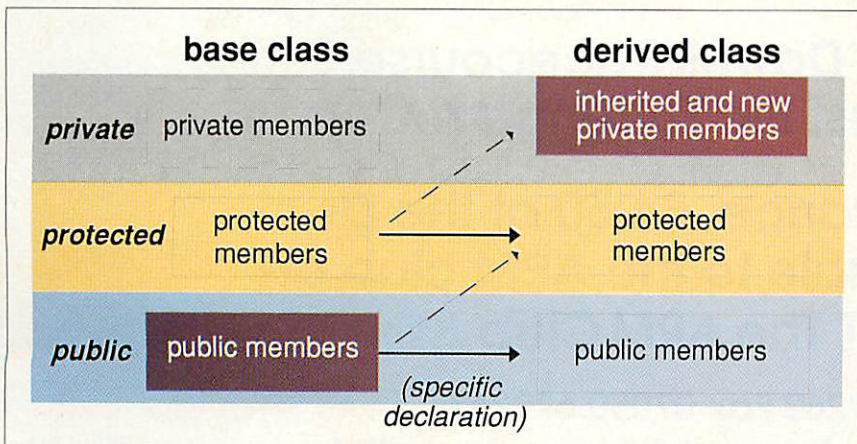 base class
derived class
private
private members
inherited and new
private members
protected
protected
members
protected
members
public
public members
public members
(specific
declaration)